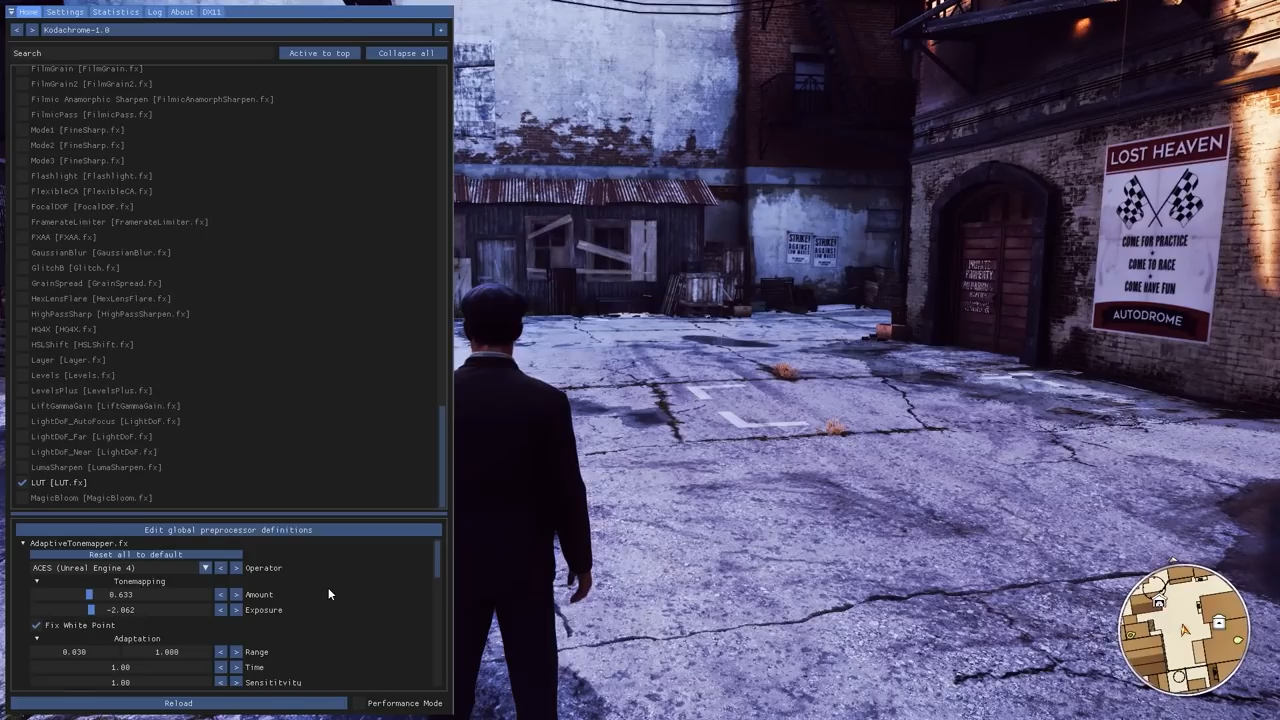 Home Settings Statistics Log About DX11
< > Kodachrome-1.0 +
Search Active to top Collapse all
FilmGrain [FilmGrain.fx]
FilmGrain2 [FilmGrain2.fx]
Filmic Anamorphic Sharpen [FilmicAnamorphSharpen.fx]
FilmicPass [FilmicPass.fx]
Mode1 [FineSharp.fx]
Mode2 [FineSharp.fx]
Mode3 [FineSharp.fx]
Flashlight [Flashlight.fx]
FlexibleCA [FlexibleCA.fx]
FocalDOF [FocalDOF.fx]
FramerateLimiter [FramerateLimiter.fx]
FXAA [FXAA.fx]
GaussianBlur [GaussianBlur.fx]
GlitchB [Glitch.fx]
GrainSpread [GrainSpread.fx]
HexLensFlare [HexLensFlare.fx]
HighPassSharp [HighPassSharpen.fx]
HQ4X [HQ4X.fx]
HSLShift [HSLShift.fx]
Layer [Layer.fx]
Levels [Levels.fx]
LevelsPlus [LevelsPlus.fx]
LiftGammaGain [LiftGammaGain.fx]
LightDoF_AutoFocus [LightDoF.fx]
LightDoF_Far [LightDoF.fx]
LightDoF_Near [LightDoF.fx]
LumaSharpen [LumaSharpen.fx]
LUT [LUT.fx]
MagicBloom [MagicBloom.fx]
Edit global preprocessor definitions
AdaptiveTonemapper.fx
Reset all to default
ACES (Unreal Engine 4) < > Operator
Tonemapping
0.633 < > Amount
-2.062 < > Exposure
Fix White Point
Adaptation
0.030 1.000 < > Range
1.00 < > Time
1.00 < > Sensititvity
Reload Performance Mode
STRIKE!
AGAINST
STRIKE!
AGAINST
PRIVATE
PROPERTY
LOST HEAVEN
COME FOR PRACTICE
COME TO RACE
COME HAVE FUN
AUTODROME